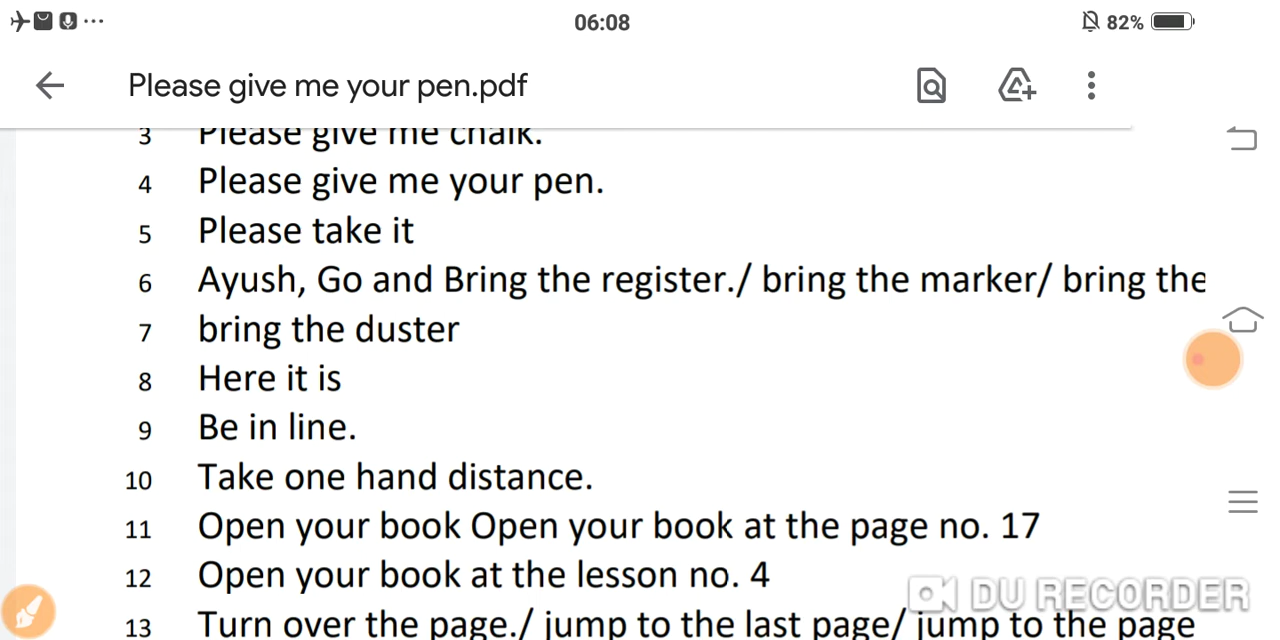 06:08
82%
Please give me your pen.pdf
3 Please give me chalk.
4 Please give me your pen.
5 Please take it
6 Ayush, Go and Bring the register./ bring the marker/ bring the
7 bring the duster
8 Here it is
9 Be in line.
10 Take one hand distance.
11 Open your book Open your book at the page no. 17
12 Open your book at the lesson no. 4
DU RECORDER
13 Turn over the page./ jump to the last page/ jump to the page